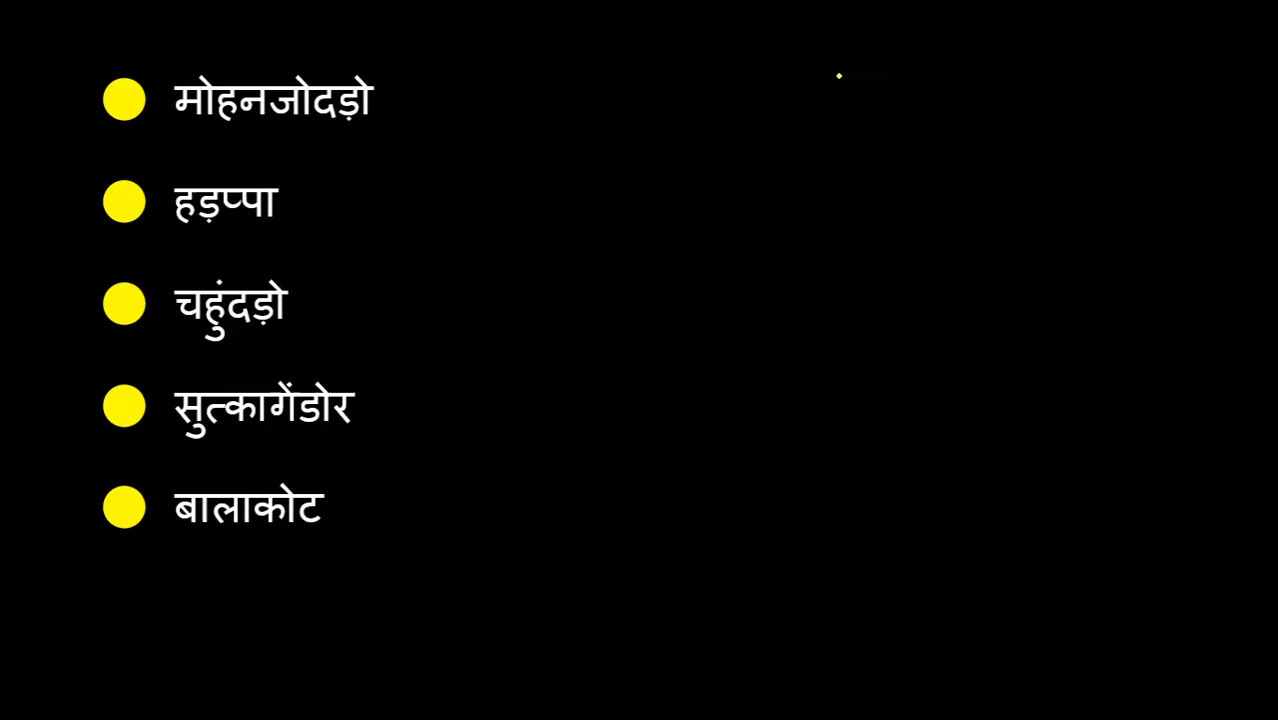 मोहनजोदड़ो
हड़प्पा
चहुंदड़ो
सुत्कागेंडोर
बालाकोट